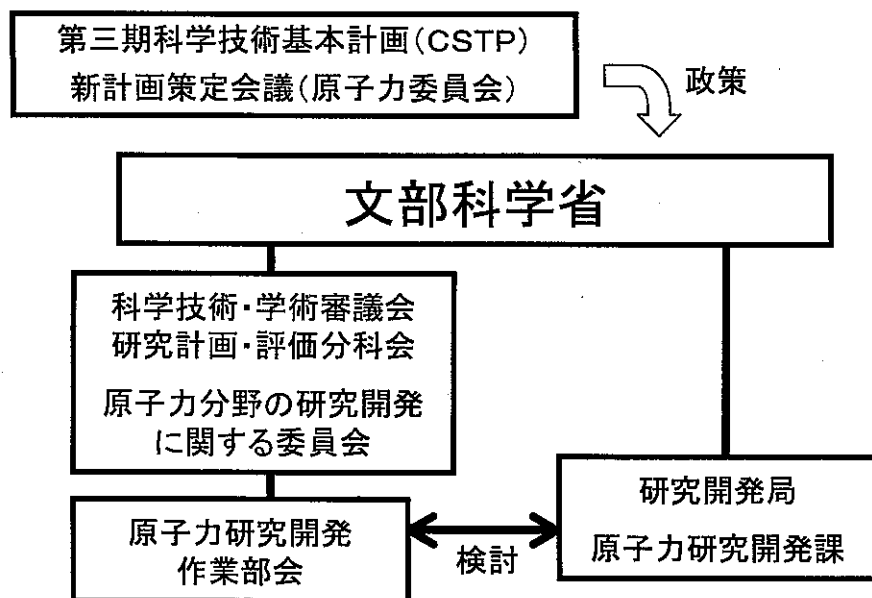 第三期科学技術基本計画(CSTP)
新計画策定会議(原子力委員会)
政策
文部科学省
科学技術・学術審議会
研究計画・評価分科会
原子力分野の研究開発
に関する委員会
原子力研究開発
作業部会
検討
研究開発局
原子力研究開発課